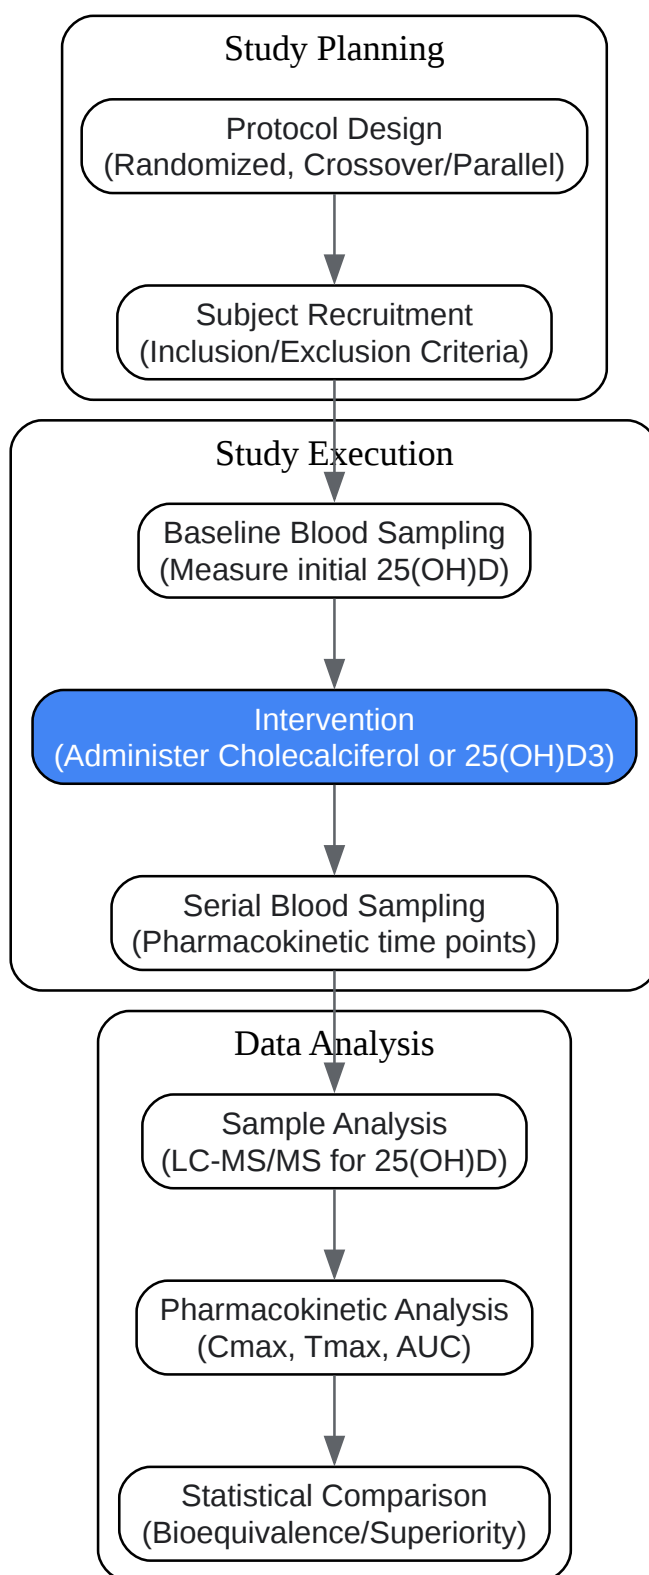 Study Planning
Protocol Design
(Randomized, Crossover/Parallel)
Subject Recruitment
(Inclusion/Exclusion Criteria)
Study Execution
Baseline Blood Sampling
(Measure initial 25(OH)D)
Intervention
(Administer Cholecalciferol or 25(OH)D3)
Serial Blood Sampling
(Pharmacokinetic time points)
Data Analysis
Sample Analysis
(LC-MS/MS for 25(OH)D)
Pharmacokinetic Analysis
(Cmax, Tmax, AUC)
Statistical Comparison
(Bioequivalence/Superiority)